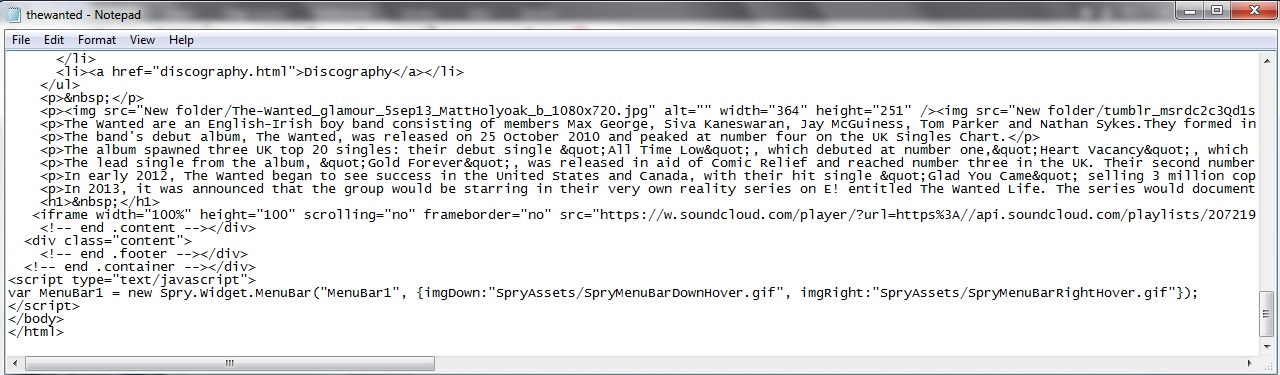 thewanted - Notepad
File Edit Format View Help
</li>
<li><a href="discography.html">Discography</a></li>
</ul>
<p>&nbsp;</p>
<p><img src="New folder/The-Wanted_glamour_5sep13_MattHolyoak_b_1080x720.jpg" alt="" width="364" height="251" /><img src="New folder/tumblr_msrdc2c3Qd1s
<p>The Wanted are an English-Irish boy band consisting of members Max George, Siva Kaneswaran, Jay McGuiness, Tom Parker and Nathan Sykes.They formed in
<p>The band's debut album, The Wanted, was released on 25 October 2010 and peaked at number four on the UK Singles Chart.</p>
<p>The album spawned three UK top 20 singles: their debut single &quot;All Time Low&quot;, which debuted at number one,&quot;Heart Vacancy&quot;, which
<p>The lead single from the album, &quot;Gold Forever&quot;, was released in aid of Comic Relief and reached number three in the UK. Their second number
<p>In early 2012, The Wanted began to see success in the United States and Canada, with their hit single &quot;Glad You Came&quot; selling 3 million cop
<p>In 2013, it was announced that the group would be starring in their very own reality series on E! entitled The Wanted Life. The series would document
<h1>&nbsp;</h1>
<iframe width="100%" height="100" scrolling="no" frameborder="no" src="https://w.soundcloud.com/player/?url=https%3A//api.soundcloud.com/playlists/207219
<!-- end .content --></div>
<div class="content">
<!-- end .footer --></div>
<!-- end .container --></div>
<script type="text/javascript">
var MenuBar1 = new Spry.Widget.MenuBar("MenuBar1", {imgDown:"SpryAssets/SpryMenuBarDownHover.gif", imgRight:"SpryAssets/SpryMenuBarRightHover.gif"});
</script>
</body>
</html>